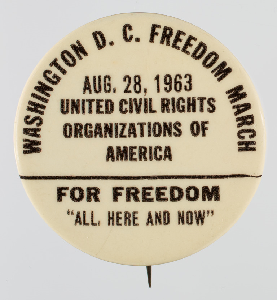 WASHINGTON D. C. FREEDOM MARCH
AUG. 28, 1963
UNITED CIVIL RIGHTS
ORGANIZATIONS OF
AMERICA
FOR FREEDOM
"ALL, HERE AND NOW"